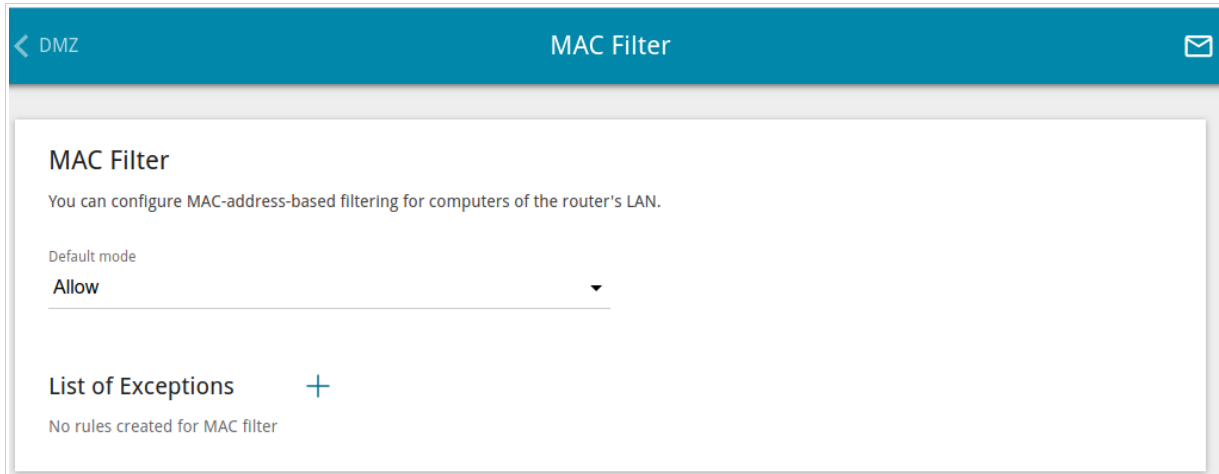 DMZ
MAC Filter
MAC Filter
You can configure MAC-address-based filtering for computers of the router's LAN.
Default mode
Allow
List of Exceptions
No rules created for MAC filter